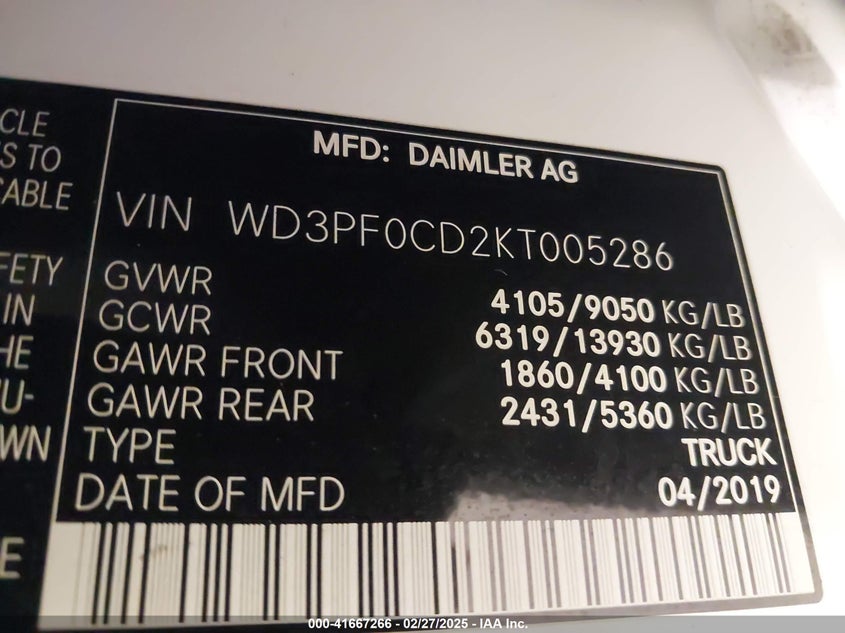 CLE
S TO
CABLE
FETY
IN
HE
U-
WN
E
MFD: DAIMLER AG
VIN WD3PF0CD2KT005286
GVWR 4105/9050 KG/LB
GCWR 6319/13930 KG/LB
GAWR FRONT 1860/4100 KG/LB
GAWR REAR 2431/5360 KG/LB
TYPE TRUCK
DATE OF MFD 04/2019
000-41667266 - 02/27/2025 - IAA Inc.